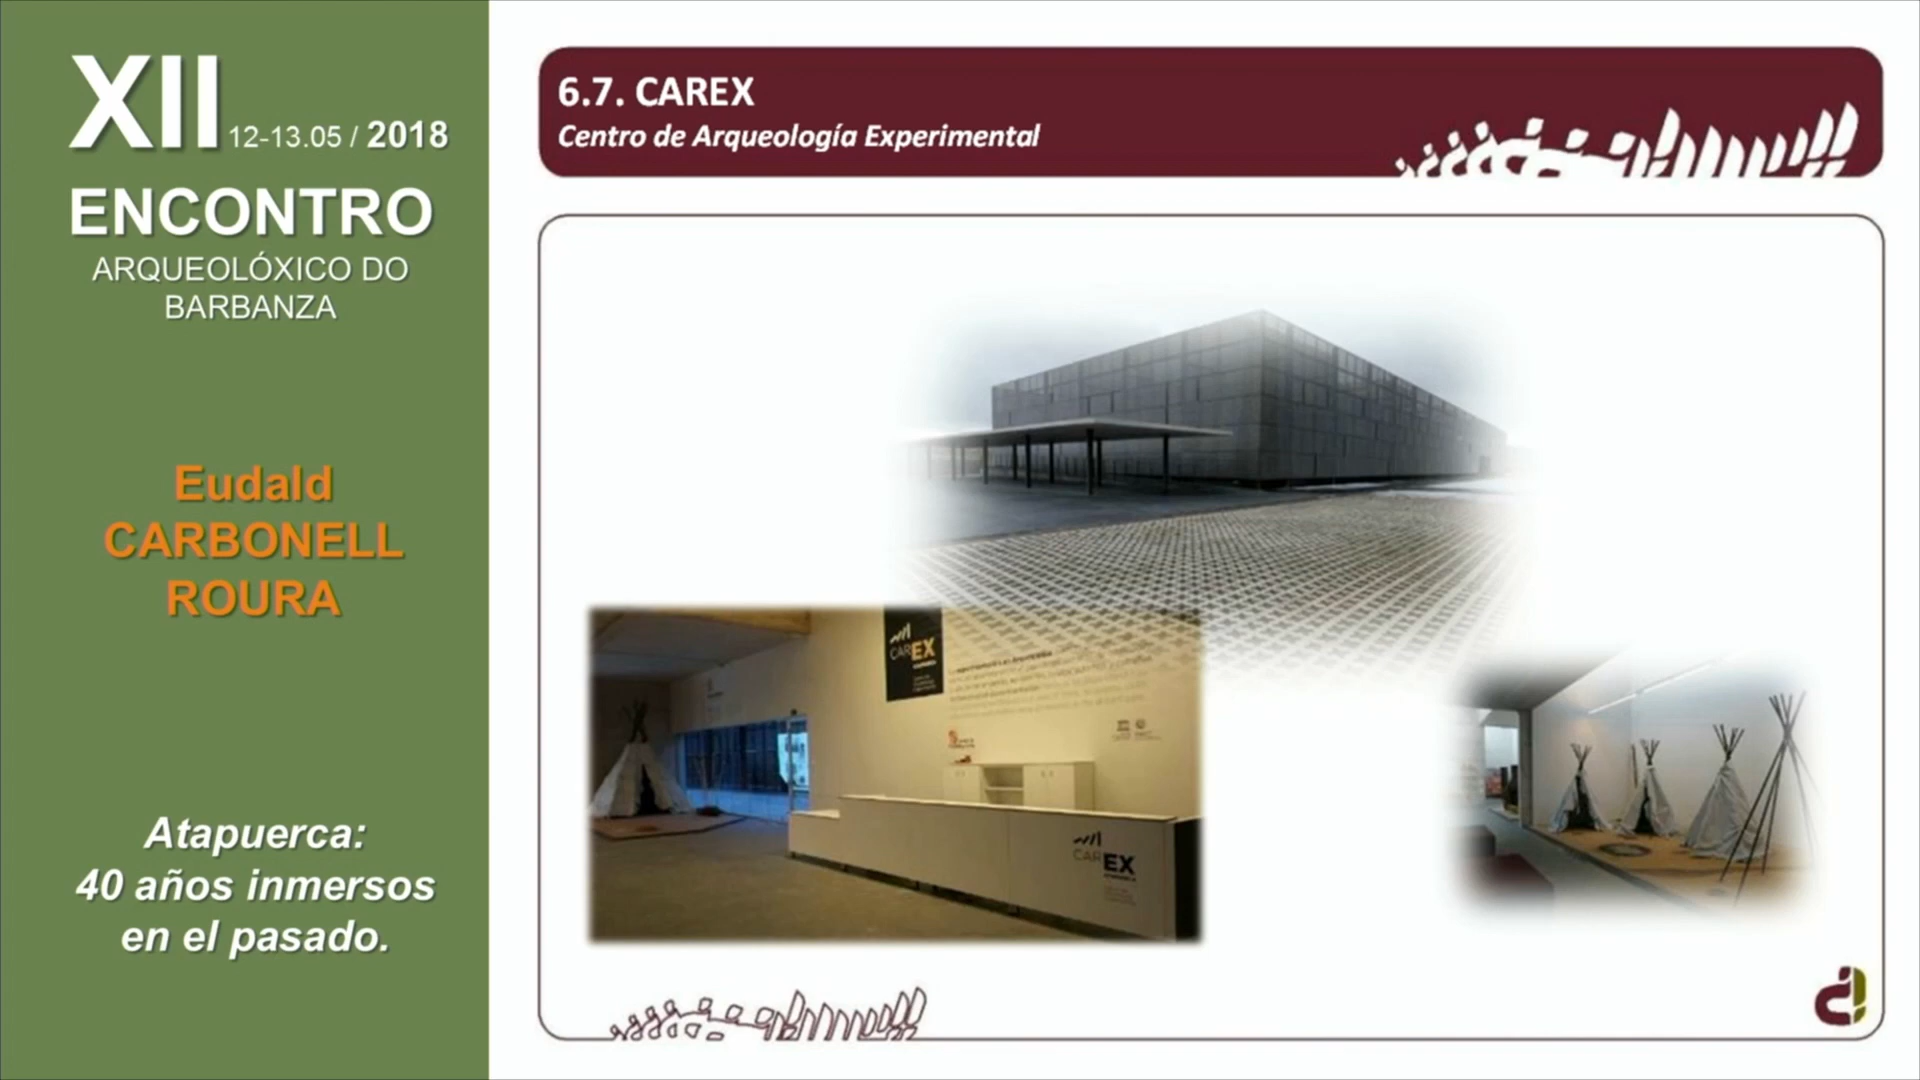 XII 12-13.05 / 2018
ENCONTRO
ARQUEOLÓXICO DO
BARBANZA
Eudald
CARBONELL
ROURA
Atapuerca:
40 años inmersos
en el pasado.
6.7. CAREX
Centro de Arqueología Experimental
CAREX
CAREX